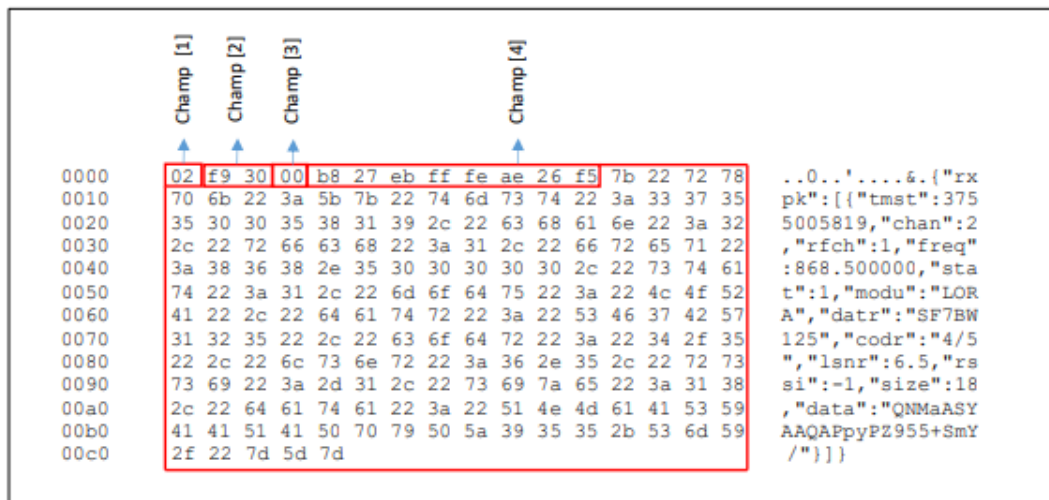 Champ [1]
Champ [2]
Champ [3]
Champ [4]
0000 02 f9 30 00 b8 27 eb ff fe ae 26 f5 7b 22 72 78 ..0..'....&.{"rx
0010 70 6b 22 3a 5b 7b 22 74 6d 73 74 22 3a 33 37 35 pk":[{"tmst":375
0020 35 30 30 35 38 31 39 2c 22 63 68 61 6e 22 3a 32 5005819,"chan":2
0030 2c 22 72 66 63 68 22 3a 31 2c 22 66 72 65 71 22 ,"rfch":1,"freq"
0040 3a 38 36 38 2e 35 30 30 30 30 30 2c 22 73 74 61 :868.500000,"sta
0050 74 22 3a 31 2c 22 6d 6f 64 75 22 3a 22 4c 4f 52 t":1,"modu":"LOR
0060 41 22 2c 22 64 61 74 72 22 3a 22 53 46 37 42 57 A","datr":"SF7BW
0070 31 32 35 22 2c 22 63 6f 64 72 22 3a 22 34 2f 35 125","codr":"4/5
0080 22 2c 22 6c 73 6e 72 22 3a 36 2e 35 2c 22 72 73 ","lsnr":6.5,"rs
0090 73 69 22 3a 2d 31 2c 22 73 69 7a 65 22 3a 31 38 si":-1,"size":18
00a0 2c 22 64 61 74 61 22 3a 22 51 4e 4d 61 41 53 59 ,"data":"QNMaASY
00b0 41 41 51 41 50 70 79 50 5a 39 35 35 2b 53 6d 59 AAQAPpyPZ955+SmY
00c0 2f 22 7d 5d 7d /"}]}